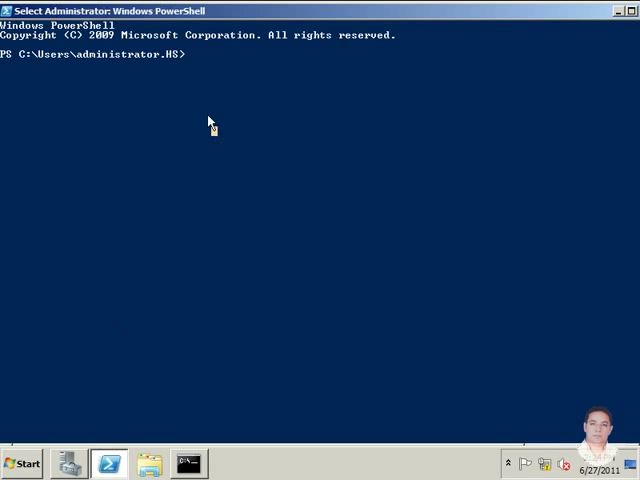 Select Administrator: Windows PowerShell
Windows PowerShell
Copyright (C) 2009 Microsoft Corporation. All rights reserved.
PS C:\Users\administrator.HS>
C:\_
Start
6/27/2011